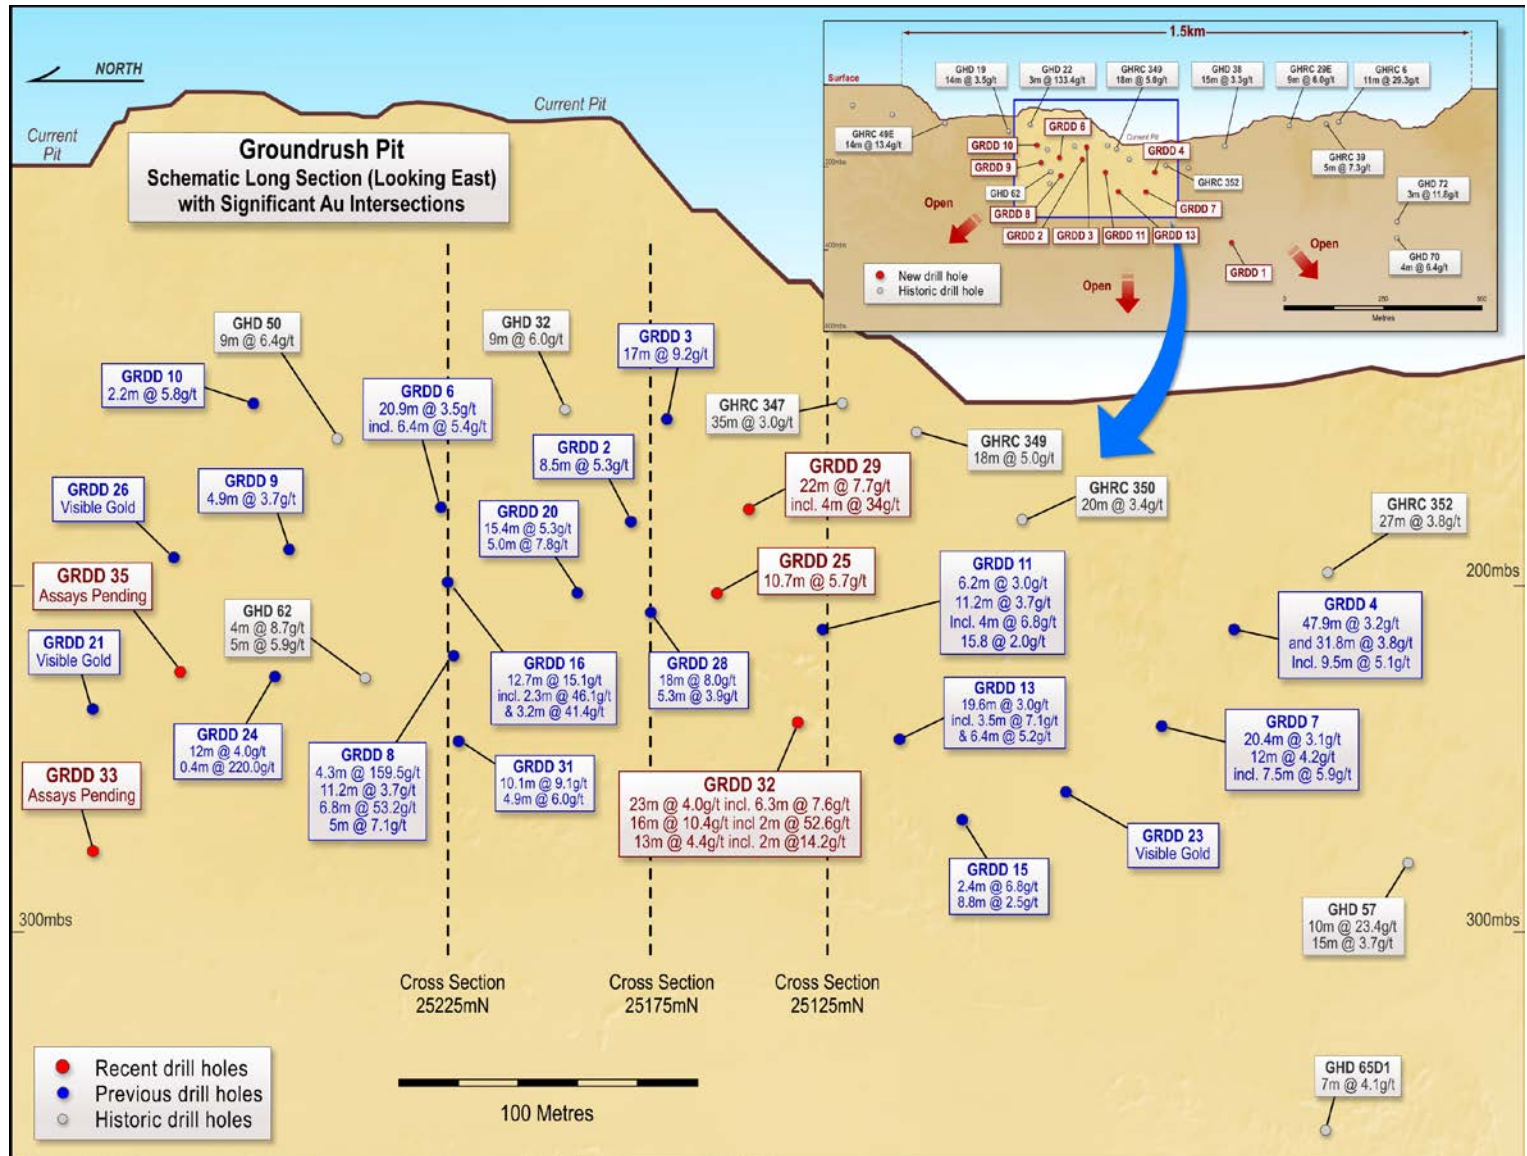 NORTH
Current
Pit
Current Pit
Groundrush Pit
Schematic Long Section (Looking East)
with Significant Au Intersections
1.5km
Surface
GHD 19
14m @ 3.5g/t
GHD 22
3m @ 133.4g/t
GHRC 349
18m @ 5.0g/t
GHD 38
15m @ 3.3g/t
GHRC 29E
9m @ 6.0g/t
GHRC 6
11m @ 29.3g/t
GHRC 49E
14m @ 13.4g/t
GRDD 10
GRDD 6
Current Pit
GRDD 4
GHRC 39
5m @ 7.3g/t
200mbs
GRDD 9
GHD 62
GHRC 352
GHD 72
3m @ 11.8g/t
Open
GRDD 8
GRDD 7
GRDD 2
GRDD 3
GRDD 11
GRDD 13
400mbs
GRDD 1
Open
GHD 70
4m @ 6.4g/t
New drill hole
Historic drill hole
Open
0
250
500
Metres
600mbs
GHD 50
9m @ 6.4g/t
GHD 32
9m @ 6.0g/t
GRDD 3
17m @ 9.2g/t
GRDD 10
2.2m @ 5.8g/t
GRDD 6
20.9m @ 3.5g/t
incl. 6.4m @ 5.4g/t
GHRC 347
35m @ 3.0g/t
GHRC 349
18m @ 5.0g/t
GRDD 2
8.5m @ 5.3g/t
GRDD 29
22m @ 7.7g/t
incl. 4m @ 34g/t
GHRC 350
20m @ 3.4g/t
GRDD 26
Visible Gold
GRDD 9
4.9m @ 3.7g/t
GRDD 20
15.4m @ 5.3g/t
5.0m @ 7.8g/t
GHRC 352
27m @ 3.8g/t
GRDD 25
10.7m @ 5.7g/t
GRDD 11
6.2m @ 3.0g/t
11.2m @ 3.7g/t
Incl. 4m @ 6.8g/t
15.8 @ 2.0g/t
200mbs
GRDD 35
Assays Pending
GHD 62
4m @ 8.7g/t
5m @ 5.9g/t
GRDD 4
47.9m @ 3.2g/t
and 31.8m @ 3.8g/t
Incl. 9.5m @ 5.1g/t
GRDD 21
Visible Gold
GRDD 16
12.7m @ 15.1g/t
incl. 2.3m @ 46.1g/t
& 3.2m @ 41.4g/t
GRDD 28
18m @ 8.0g/t
5.3m @ 3.9g/t
GRDD 13
19.6m @ 3.0g/t
incl. 3.5m @ 7.1g/t
& 6.4m @ 5.2g/t
GRDD 24
12m @ 4.0g/t
0.4m @ 220.0g/t
GRDD 8
4.3m @ 159.5g/t
11.2m @ 3.7g/t
6.8m @ 53.2g/t
5m @ 7.1g/t
GRDD 31
10.1m @ 9.1g/t
4.9m @ 6.0g/t
GRDD 7
20.4m @ 3.1g/t
12m @ 4.2g/t
incl. 7.5m @ 5.9g/t
GRDD 33
Assays Pending
GRDD 32
23m @ 4.0g/t incl. 6.3m @ 7.6g/t
16m @ 10.4g/t incl 2m @ 52.6g/t
13m @ 4.4g/t incl. 2m @14.2g/t
GRDD 23
Visible Gold
GRDD 15
2.4m @ 6.8g/t
8.8m @ 2.5g/t
GHD 57
10m @ 23.4g/t
15m @ 3.7g/t
300mbs
300mbs
Cross Section
25225mN
Cross Section
25175mN
Cross Section
25125mN
Recent drill holes
Previous drill holes
Historic drill holes
100 Metres
GHD 65D1
7m @ 4.1g/t